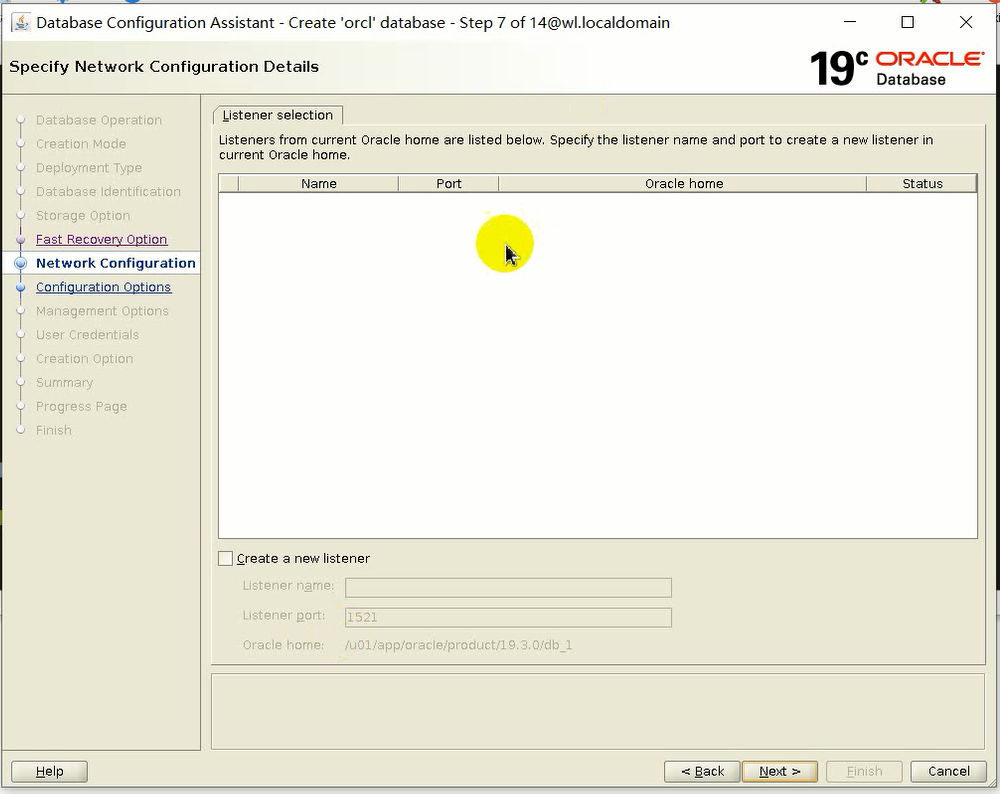 Database Configuration Assistant - Create 'orcl' database - Step 7 of 14@wl.localdomain
Specify Network Configuration Details
19c ORACLE
Database
Database Operation
Creation Mode
Deployment Type
Database Identification
Storage Option
Fast Recovery Option
Network Configuration
Configuration Options
Management Options
User Credentials
Creation Option
Summary
Progress Page
Finish
Listener selection
Listeners from current Oracle home are listed below. Specify the listener name and port to create a new listener in
current Oracle home.
Name Port Oracle home Status
Create a new listener
Listener name:
Listener port: 1521
Oracle home: /u01/app/oracle/product/19.3.0/db_1
Help < Back Next > Finish Cancel